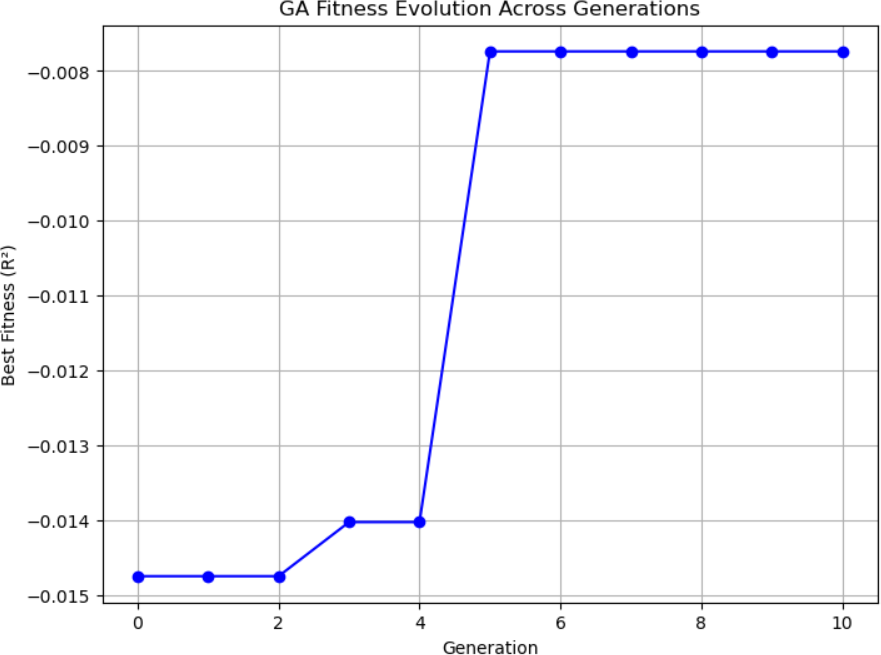 GA Fitness Evolution Across Generations
Best Fitness (R²)
−0.008
−0.009
−0.010
−0.011
−0.012
−0.013
−0.014
−0.015
0 2 4 6 8 10
Generation